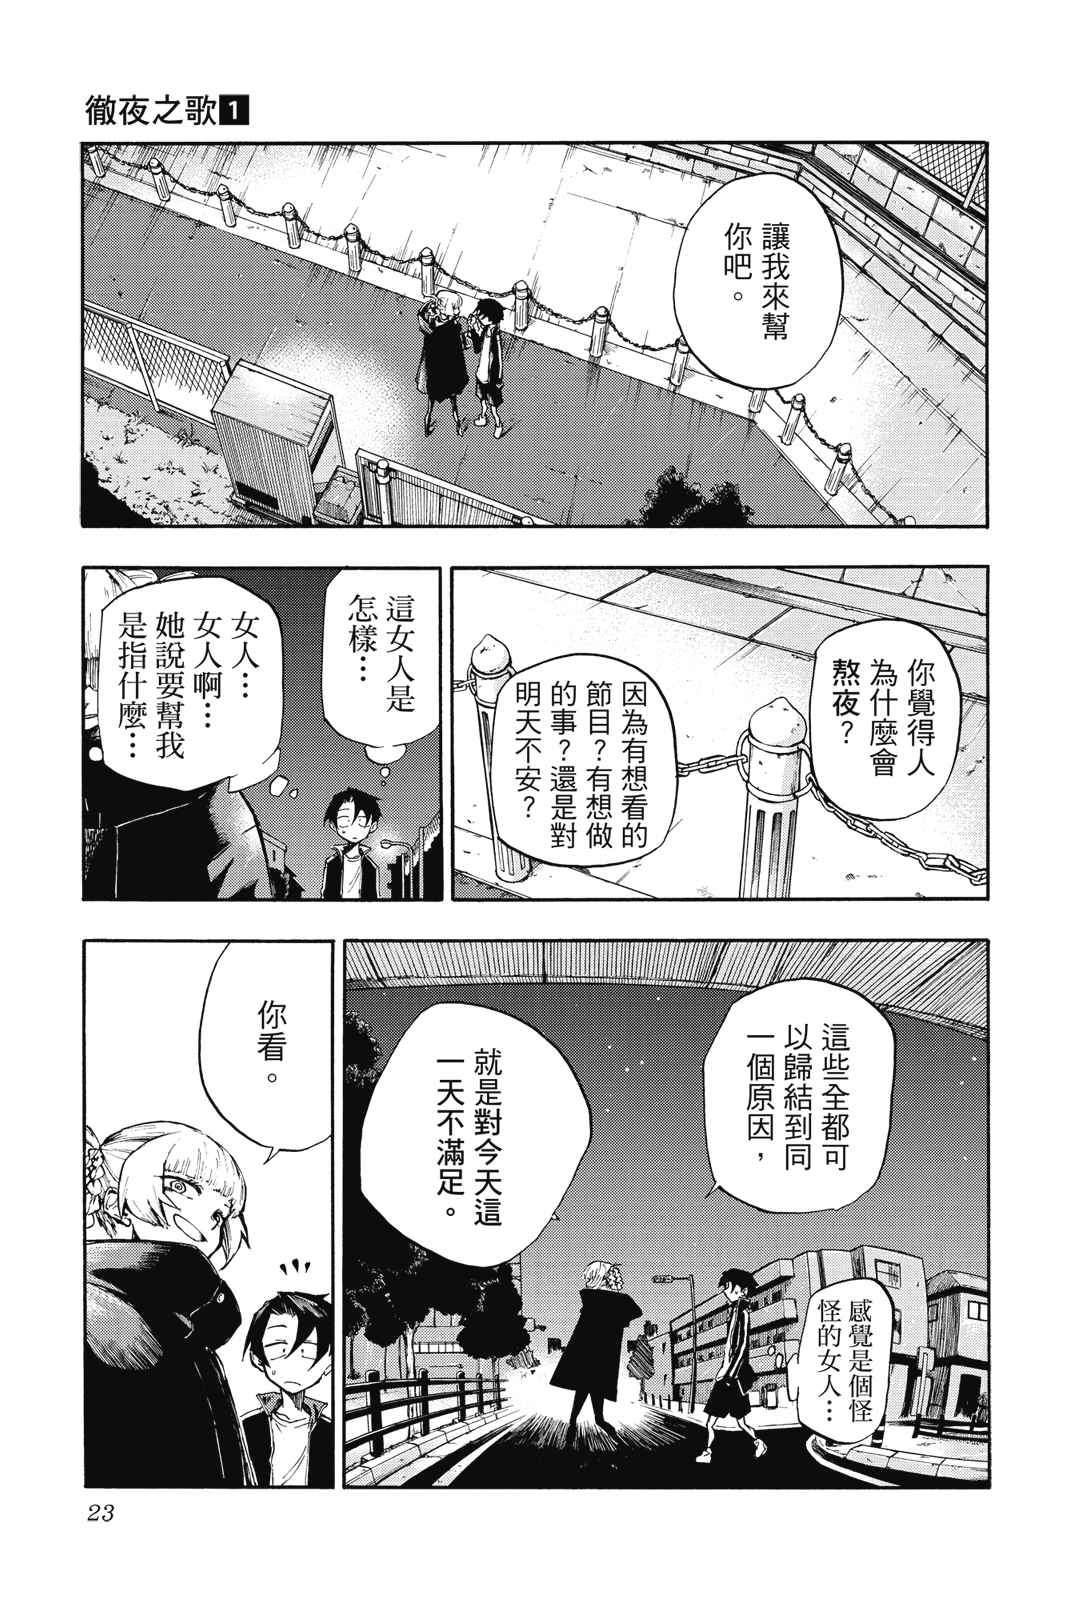 徹夜之歌1
讓我來幫
你吧。
你覺得人
為什麼會
熬夜？
因為有想看的
節目？有想做
的事？還是對
明天不安？
這女人是
怎樣…
女人…
女人啊…
她說要幫我
是指什麼…
這些全都可
以歸結到同
一個原因，
就是對今天這
一天不滿足。
感覺是個怪
怪的女人…
你看。
23